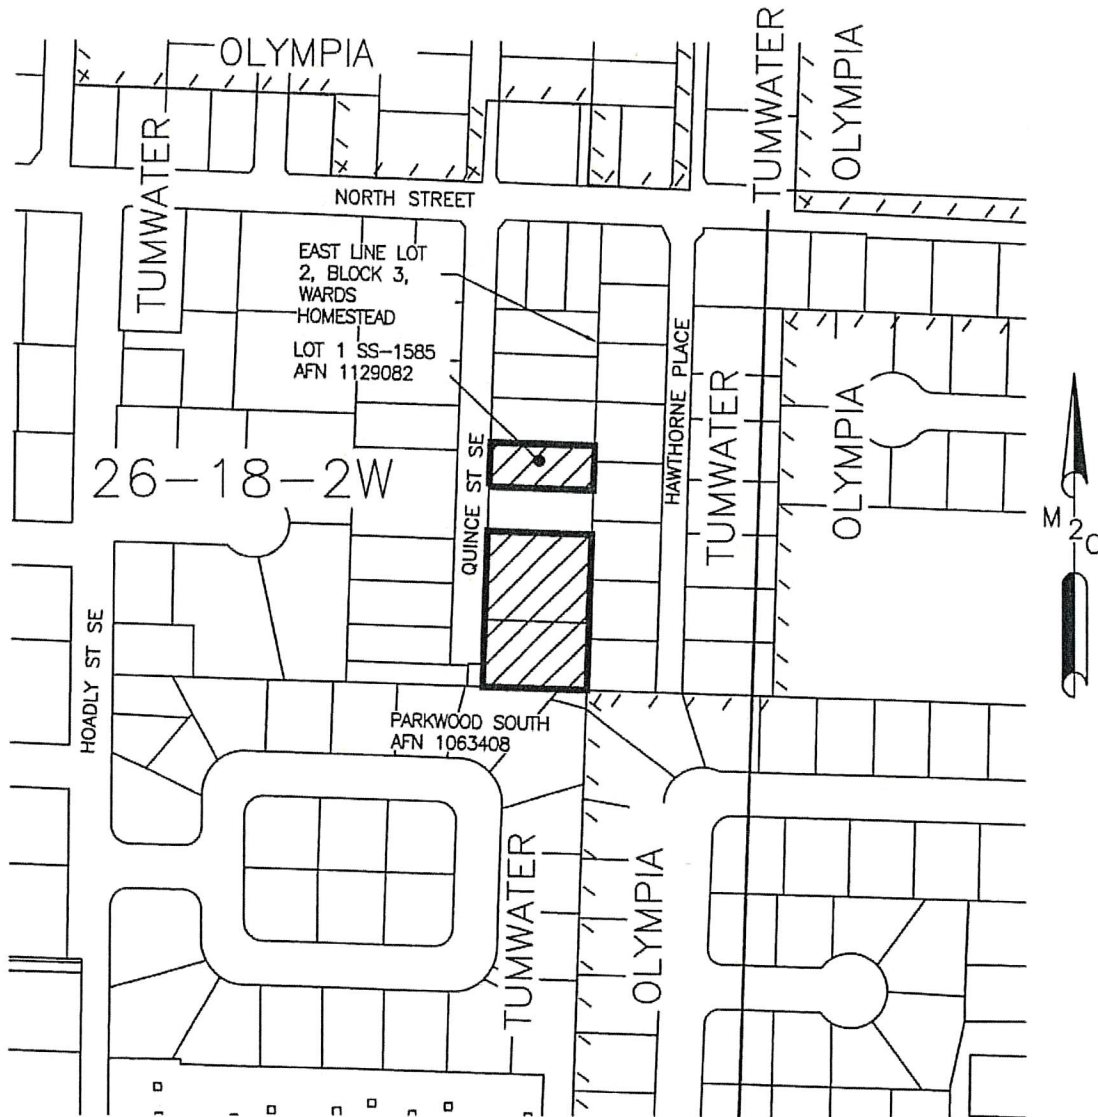 OLYMPIA
TUMWATER
OLYMPIA
TUMWATER
NORTH STREET
EAST LINE LOT
2, BLOCK 3,
WARDS
HOMESTEAD
LOT 1 SS-1585
AFN 1129082
HAWTHORNE PLACE
TUMWATER
OLYMPIA
26-18-2W
QUINCE ST SE
M2C
HOADLY ST SE
PARKWOOD SOUTH
AFN 1063408
TUMWATER
OLYMPIA